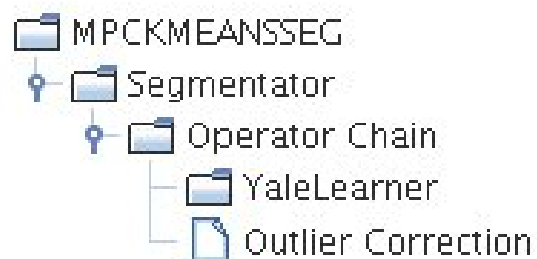 MPCKMEANSSEG
Segmentator
Operator Chain
YaleLearner
Outlier Correction